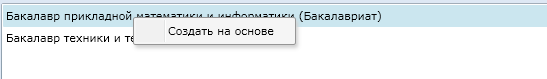 Бакалавр прикладной математики и информатики (Бакалавриат)
Создать на основе
Бакалавр техники и